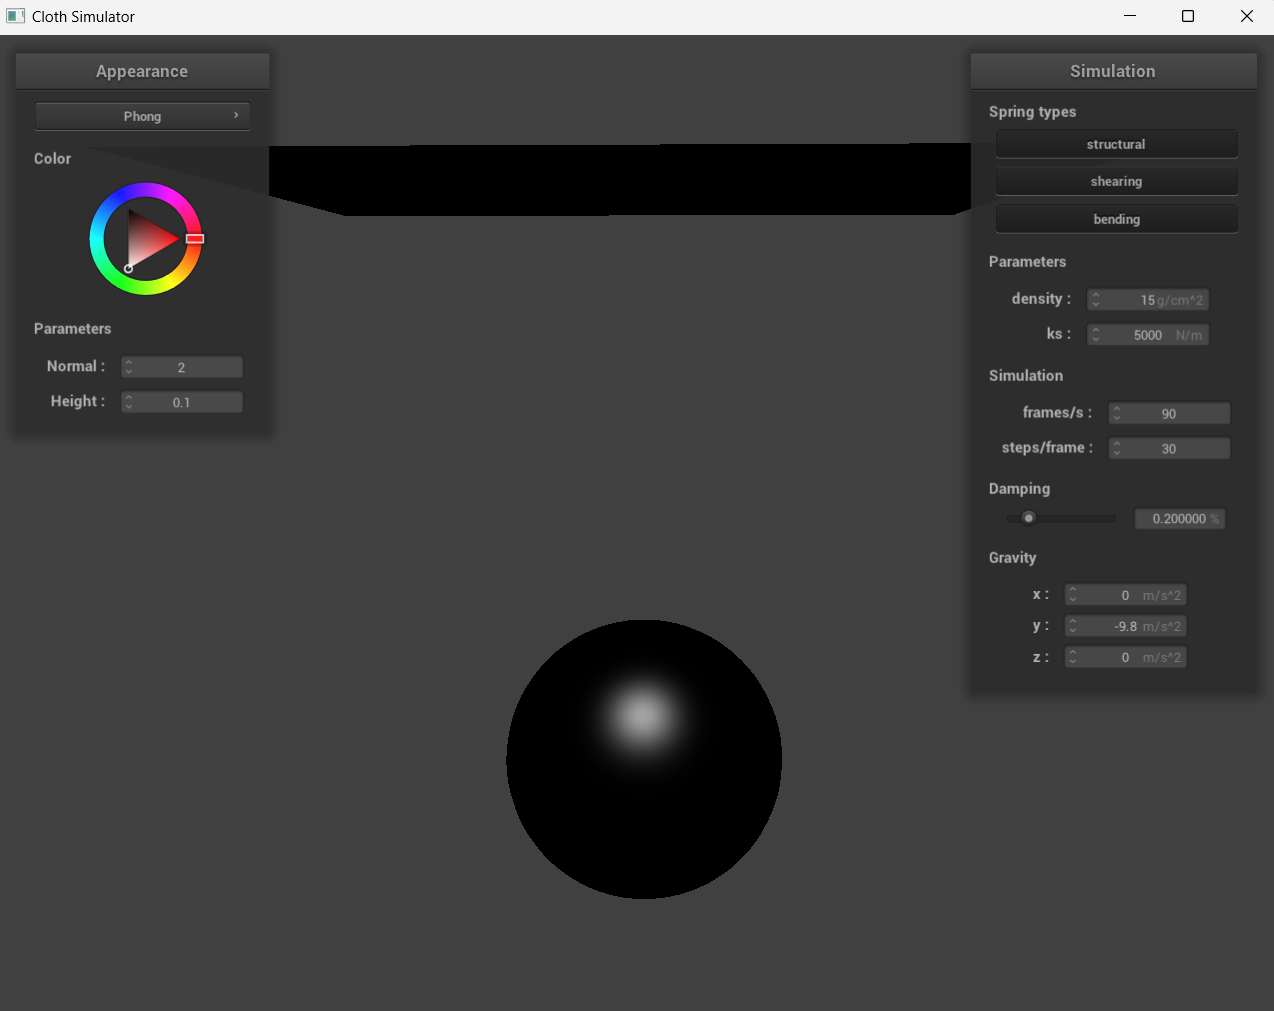 Cloth Simulator
Appearance
Phong
Color
Parameters
Normal : 2
Height : 0.1
Simulation
Spring types
structural
shearing
bending
Parameters
density : 15 g/cm^2
ks : 5000 N/m
Simulation
frames/s : 90
steps/frame : 30
Damping
0.200000 %
Gravity
x : 0 m/s^2
y : -9.8 m/s^2
z : 0 m/s^2